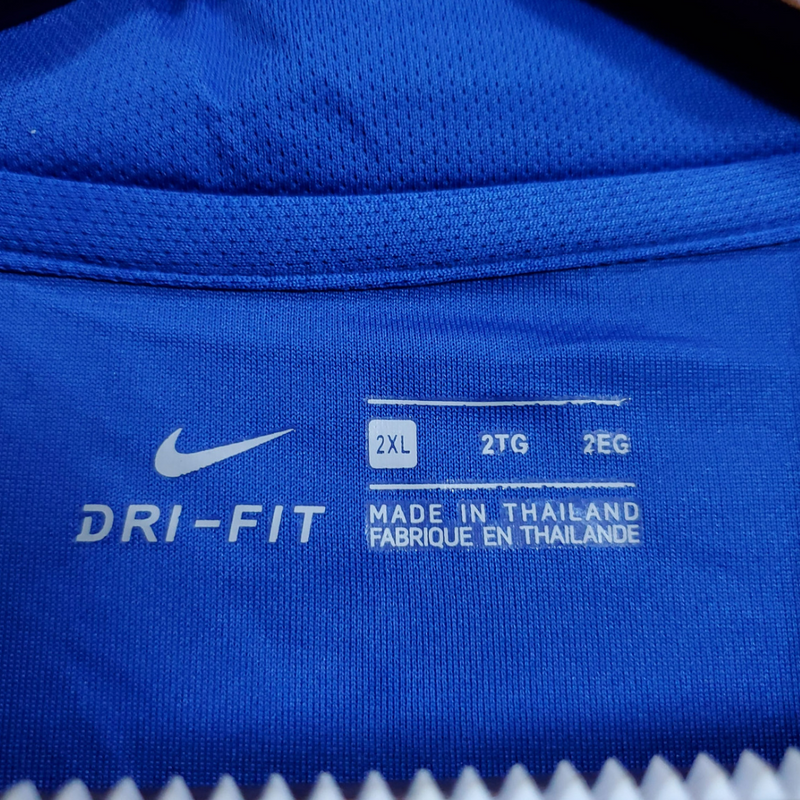 DRI-FIT
2XL 2TG 2EG
MADE IN THAILAND
FABRIQUE EN THAILANDE